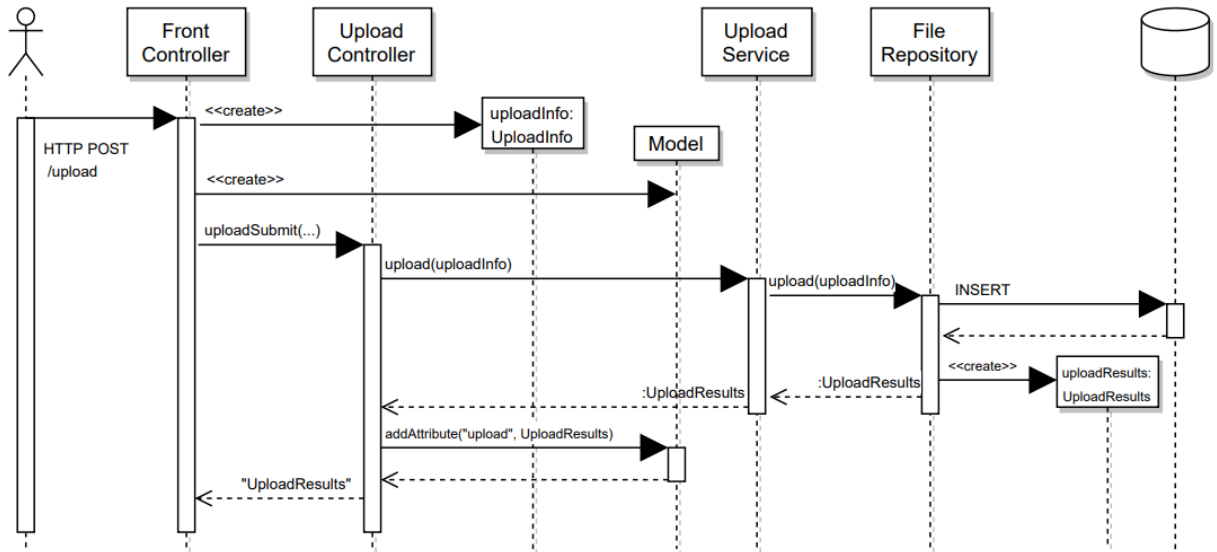 Front
Controller
Upload
Controller
Upload
Service
File
Repository
<<create>>
uploadInfo:
UploadInfo
Model
HTTP POST
/upload
<<create>>
uploadSubmit(...)
upload(uploadInfo)
upload(uploadInfo)
INSERT
<<create>>
uploadResults:
UploadResults
:UploadResults
:UploadResults
addAttribute("upload", UploadResults)
"UploadResults"